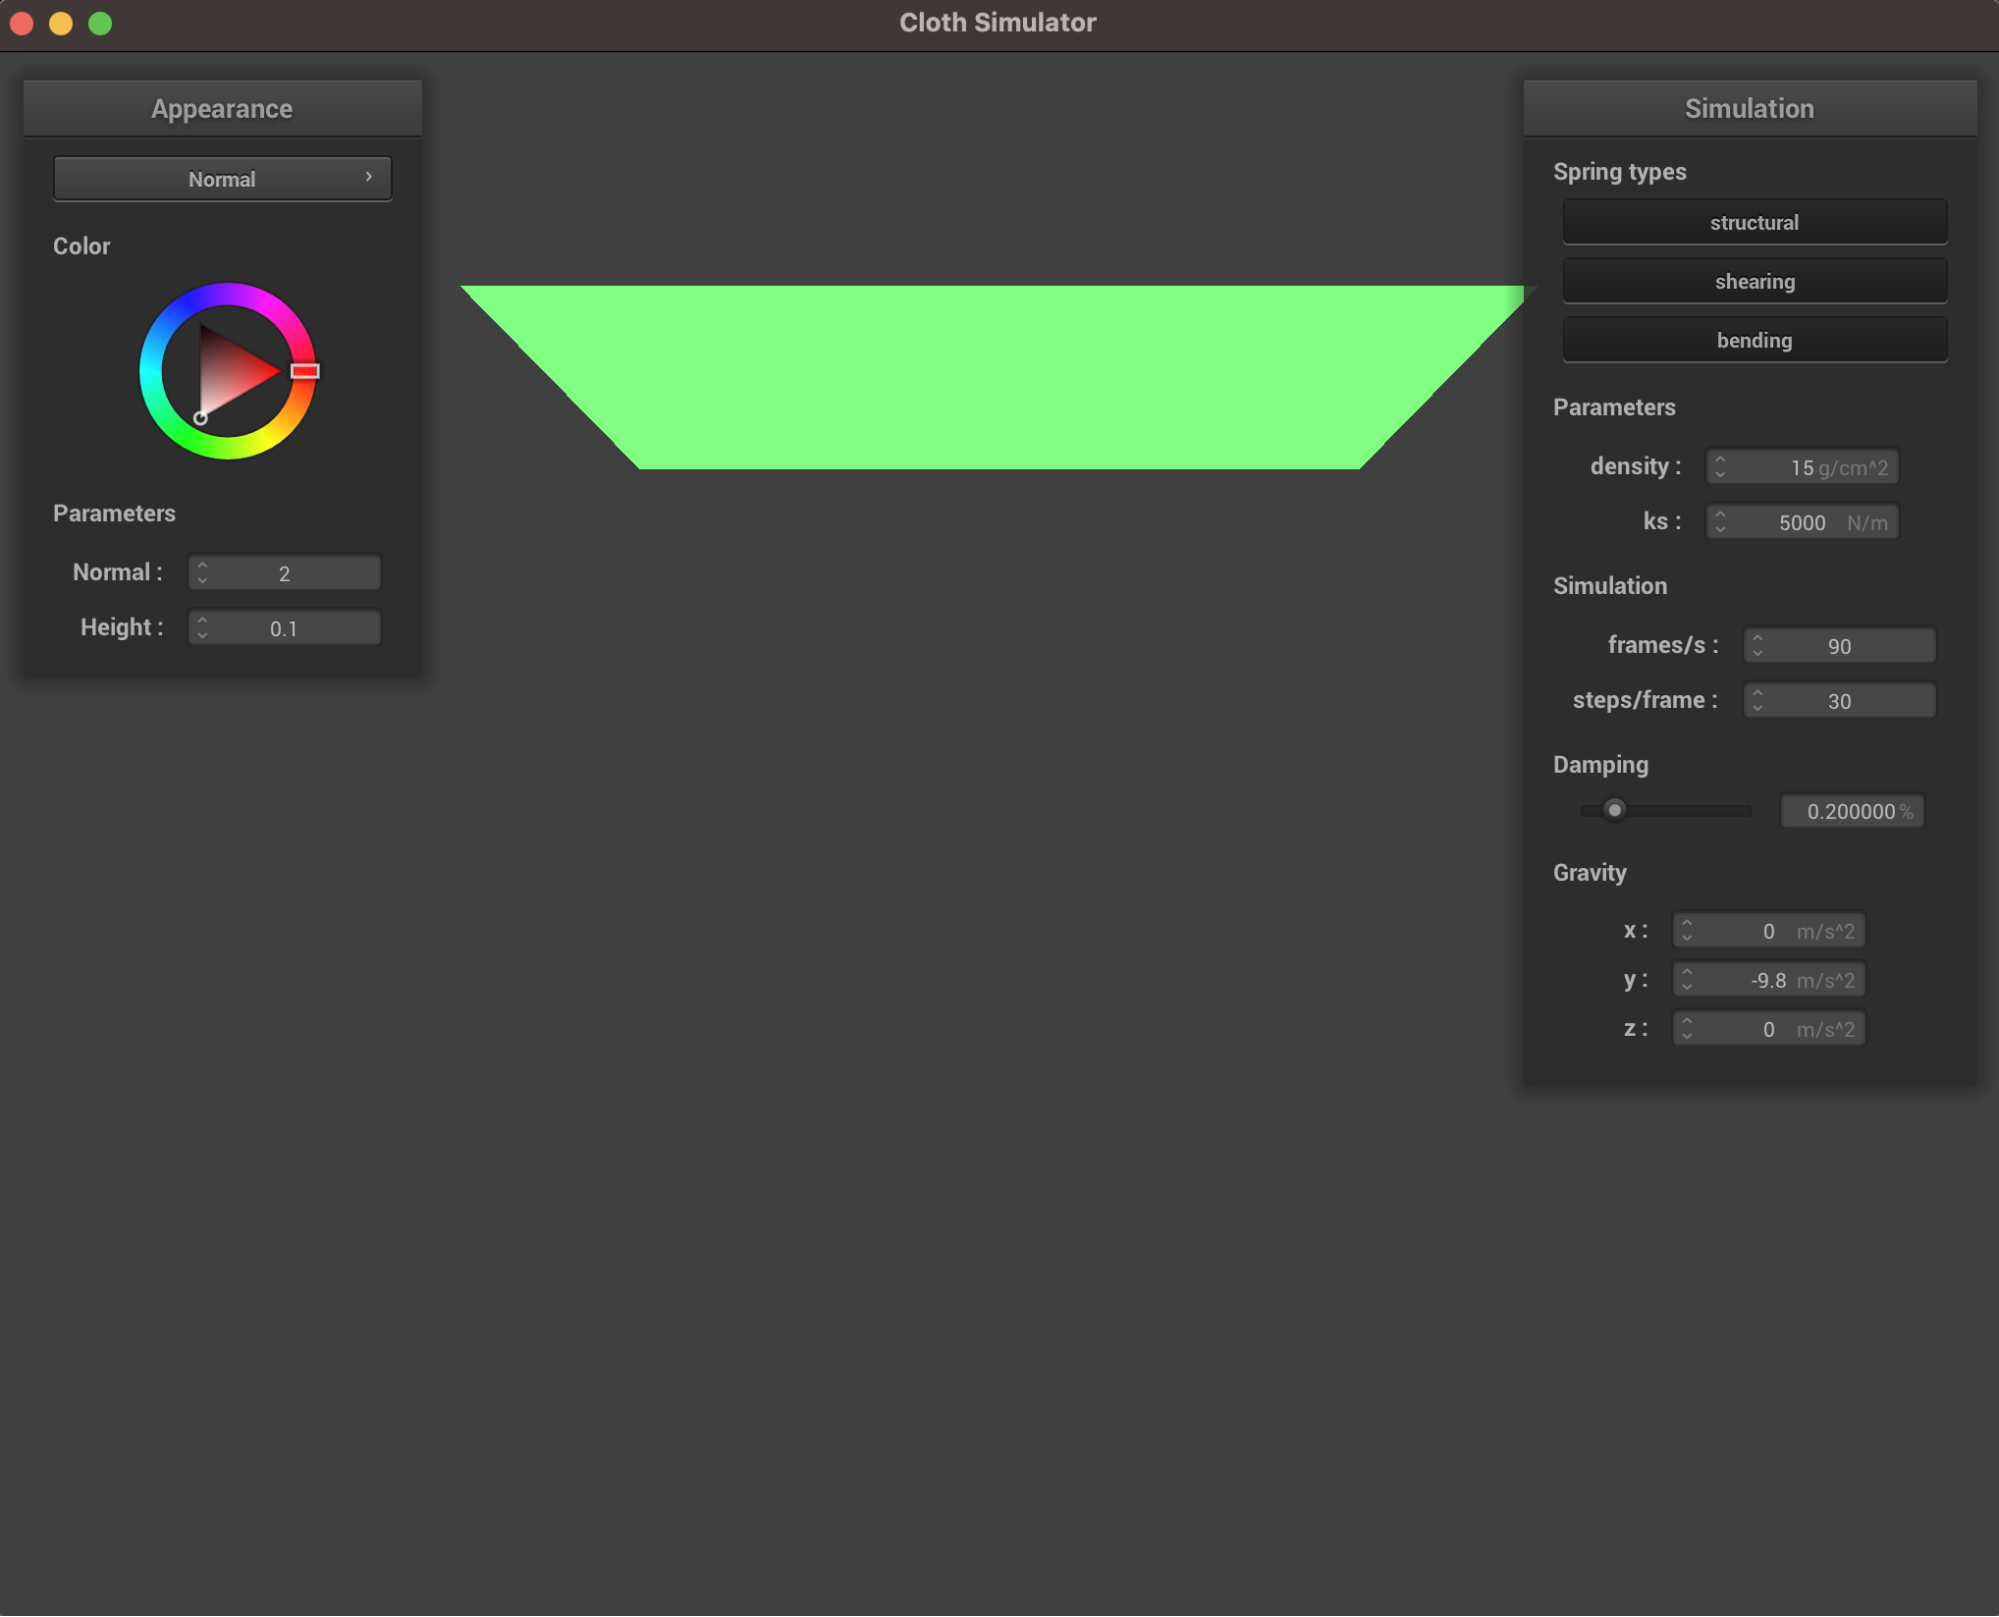 Cloth Simulator
Appearance
Normal
Color
Parameters
Normal : 2
Height : 0.1
Simulation
Spring types
structural
shearing
bending
Parameters
density : 15 g/cm^2
ks : 5000 N/m
Simulation
frames/s : 90
steps/frame : 30
Damping
0.200000 %
Gravity
x : 0 m/s^2
y : -9.8 m/s^2
z : 0 m/s^2